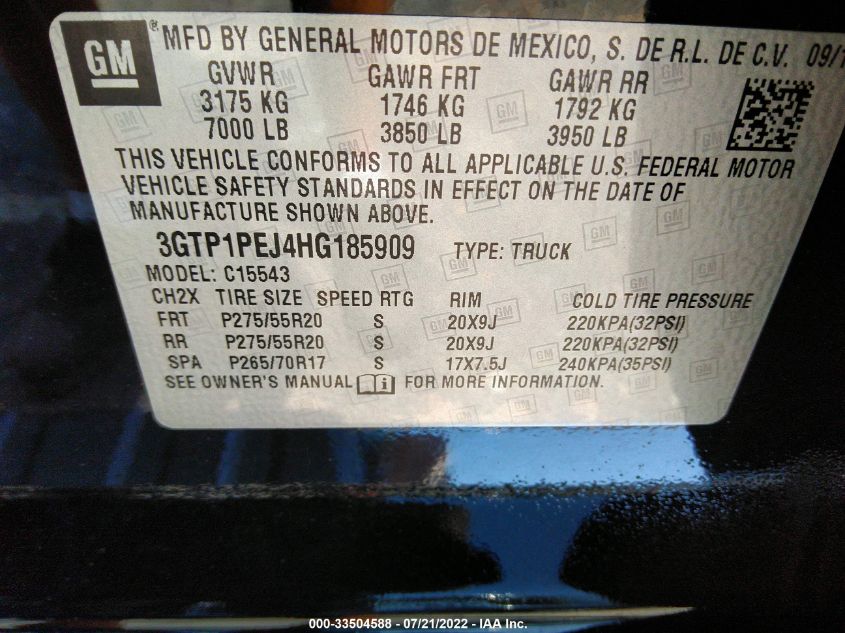 GM ® MFD BY GENERAL MOTORS DE MEXICO, S. DE R.L. DE C.V. 09/1
GVWR GAWR FRT GAWR RR
3175 KG 1746 KG 1792 KG
7000 LB 3850 LB 3950 LB
THIS VEHICLE CONFORMS TO ALL APPLICABLE U.S. FEDERAL MOTOR
VEHICLE SAFETY STANDARDS IN EFFECT ON THE DATE OF
MANUFACTURE SHOWN ABOVE.
3GTP1PEJ4HG185909 TYPE: TRUCK
MODEL: C15543
CH2X TIRE SIZE SPEED RTG RIM COLD TIRE PRESSURE
FRT P275/55R20 S 20X9J 220KPA(32PSI)
RR P275/55R20 S 20X9J 220KPA(32PSI)
SPA P265/70R17 S 17X7.5J 240KPA(35PSI)
SEE OWNER'S MANUAL i FOR MORE INFORMATION.
000-33504588 - 07/21/2022 - IAA Inc.